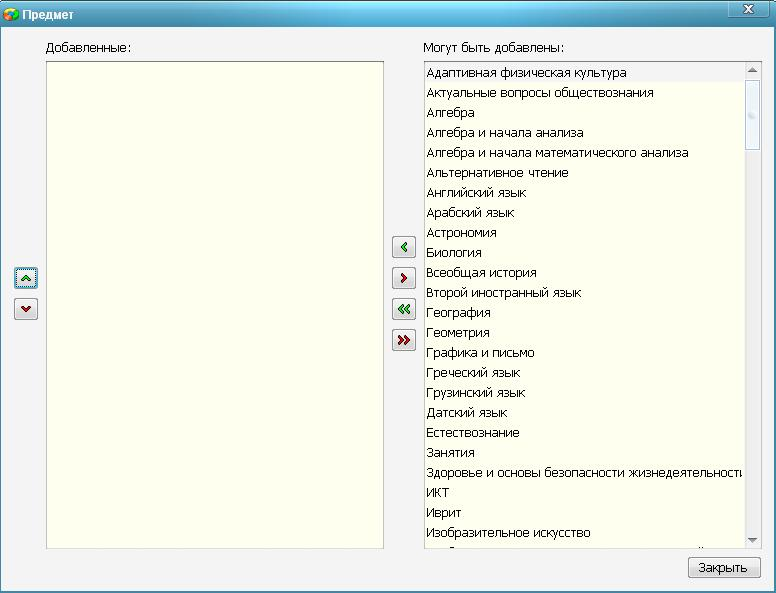 Предмет
Добавленные:
Могут быть добавлены:
Адаптивная физическая культура
Актуальные вопросы обществознания
Алгебра
Алгебра и начала анализа
Алгебра и начала математического анализа
Альтернативное чтение
Английский язык
Арабский язык
Астрономия
Биология
Всеобщая история
Второй иностранный язык
География
Геометрия
Графика и письмо
Греческий язык
Грузинский язык
Датский язык
Естествознание
Занятия
Здоровье и основы безопасности жизнедеятельности
ИКТ
Иврит
Изобразительное искусство
Закрыть